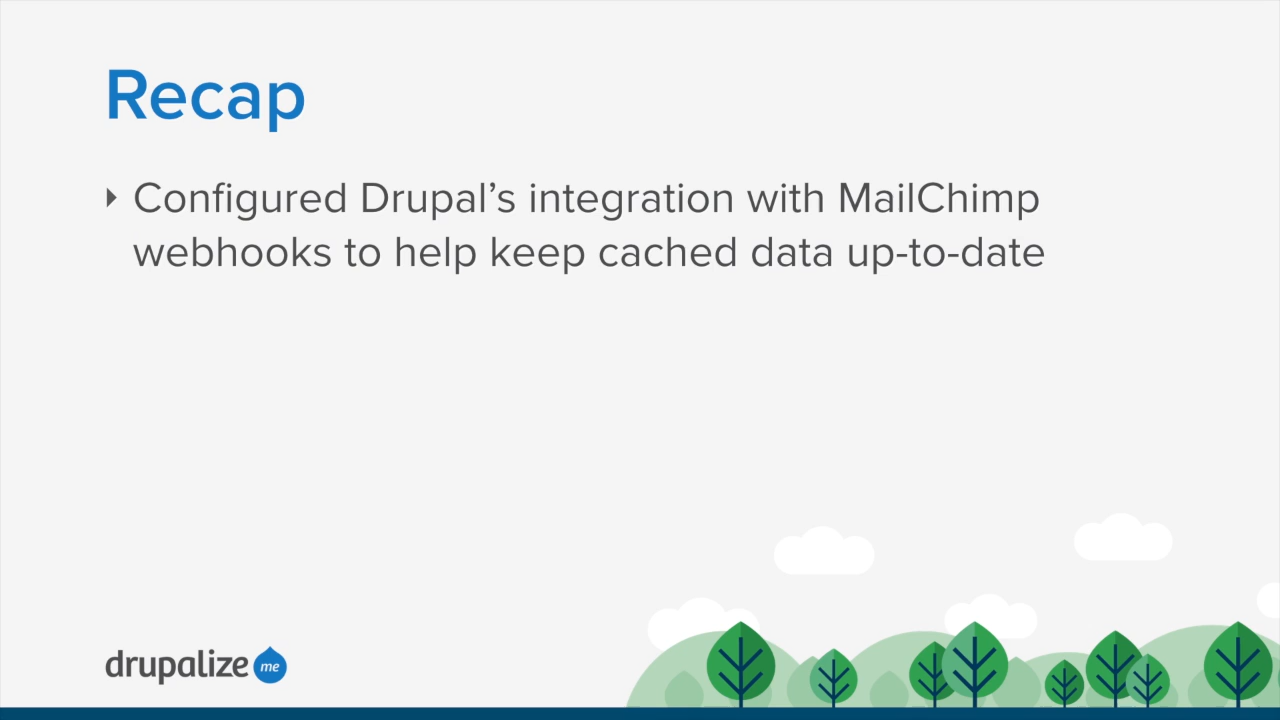 Recap
Configured Drupal’s integration with MailChimp
webhooks to help keep cached data up-to-date
drupalize me